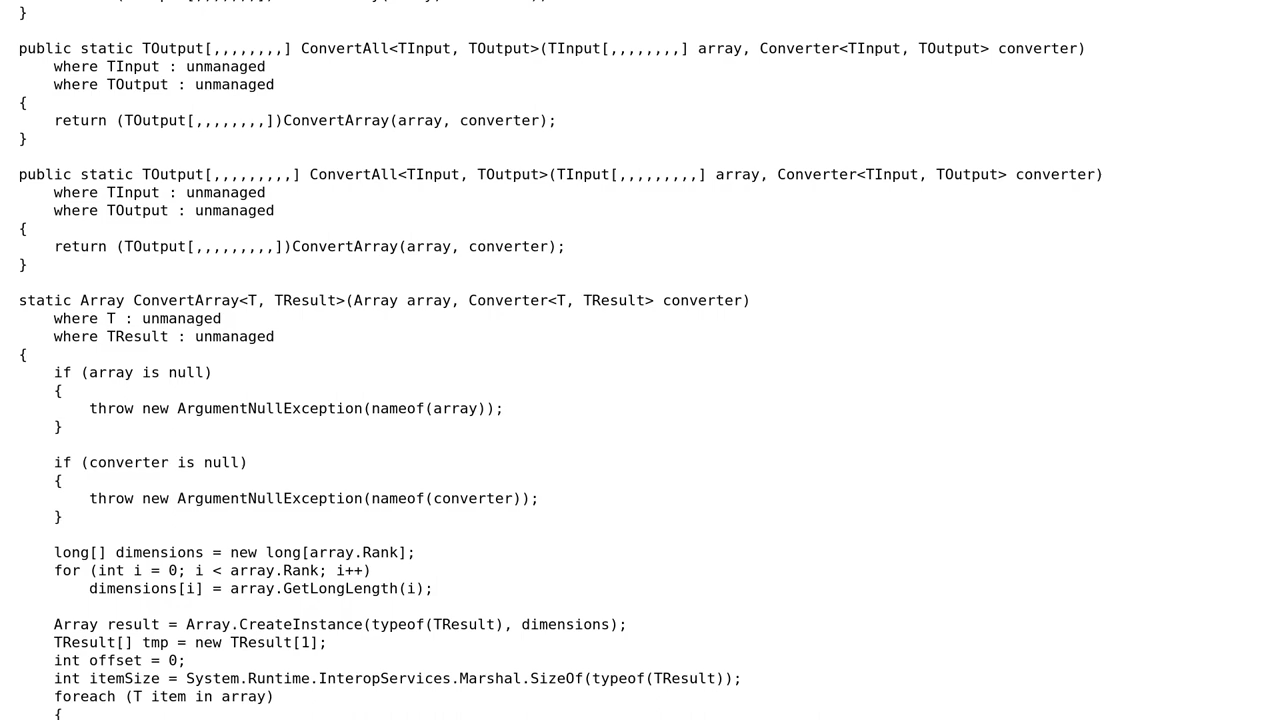 }
public static TOutput[,,,,,,,,] ConvertAll<TInput, TOutput>(TInput[,,,,,,,,] array, Converter<TInput, TOutput> converter)
where TInput : unmanaged
where TOutput : unmanaged
{
return (TOutput[,,,,,,,,])ConvertArray(array, converter);
}
public static TOutput[,,,,,,,,,] ConvertAll<TInput, TOutput>(TInput[,,,,,,,,,] array, Converter<TInput, TOutput> converter)
where TInput : unmanaged
where TOutput : unmanaged
{
return (TOutput[,,,,,,,,,])ConvertArray(array, converter);
}
static Array ConvertArray<T, TResult>(Array array, Converter<T, TResult> converter)
where T : unmanaged
where TResult : unmanaged
{
if (array is null)
{
throw new ArgumentNullException(nameof(array));
}
if (converter is null)
{
throw new ArgumentNullException(nameof(converter));
}
long[] dimensions = new long[array.Rank];
for (int i = 0; i < array.Rank; i++)
dimensions[i] = array.GetLongLength(i);
Array result = Array.CreateInstance(typeof(TResult), dimensions);
TResult[] tmp = new TResult[1];
int offset = 0;
int itemSize = System.Runtime.InteropServices.Marshal.SizeOf(typeof(TResult));
foreach (T item in array)
{